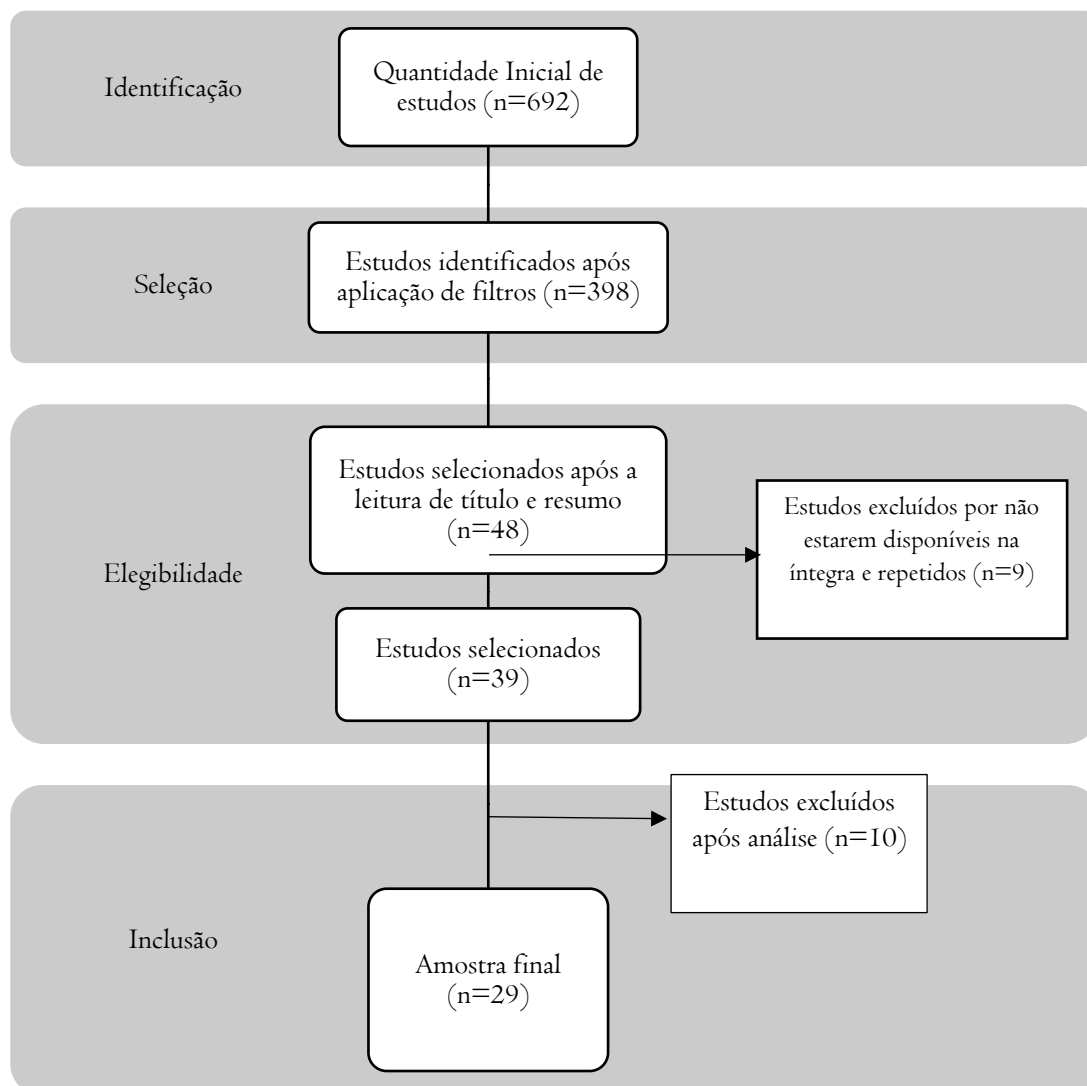 Identificação
Quantidade Inicial de
estudos (n=692)
Seleção
Estudos identificados após
aplicação de filtros (n=398)
Elegibilidade
Estudos selecionados após a
leitura de título e resumo
(n=48)
Estudos excluídos por não
estarem disponíveis na
íntegra e repetidos (n=9)
Estudos selecionados
(n=39)
Inclusão
Estudos excluídos
após análise (n=10)
Amostra final
(n=29)